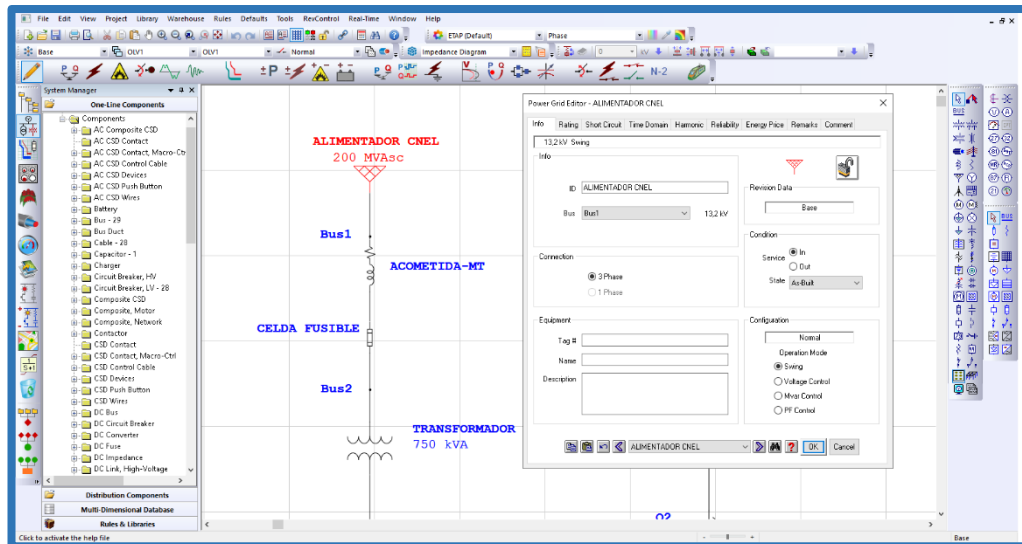 File Edit View Project Library Warehouse Rules Defaults Tools RevControl Real-Time Window Help
ETAP (Default) Phase
Base OLV1 OLV1 Normal Impedance Diagram 0 kV
±P N-2
System Manager
One-Line Components
Components
AC Composite CSD
AC CSD Contact
AC CSD Contact, Macro-Ctr
AC CSD Control Cable
AC CSD Devices
AC CSD Push Button
AC CSD Wires
Battery
Bus - 29
Bus Duct
Cable - 28
Capacitor - 1
Charger
Circuit Breaker, HV
Circuit Breaker, LV - 28
Composite CSD
Composite, Motor
Composite, Network
Contactor
CSD Contact
CSD Contact, Macro-Ctrl
CSD Control Cable
CSD Devices
CSD Push Button
CSD Wires
DC Bus
DC Circuit Breaker
DC Converter
DC Fuse
DC Impedance
DC Link, High-Voltage
Distribution Components
Multi-Dimensional Database
Rules & Libraries
Click to activate the help file
ALIMENTADOR CNEL
200 MVAsc
Bus1
ACOMETIDA-MT
CELDA FUSIBLE
Bus2
TRANSFORMADOR
750 kVA
Power Grid Editor - ALIMENTADOR CNEL
Info Rating Short Circuit Time Domain Harmonic Reliability Energy Price Remarks Comment
13,2 kV Swing
Info
ID ALIMENTADOR CNEL
Bus Bus1 13,2 kV
Revision Data
Base
Condition
Service In
Out
State As-Built
Connection
3 Phase
1 Phase
Equipment
Tag #
Name
Description
Configuration
Normal
Operation Mode
Swing
Voltage Control
Mvar Control
PF Control
ALIMENTADOR CNEL OK Cancel
Base